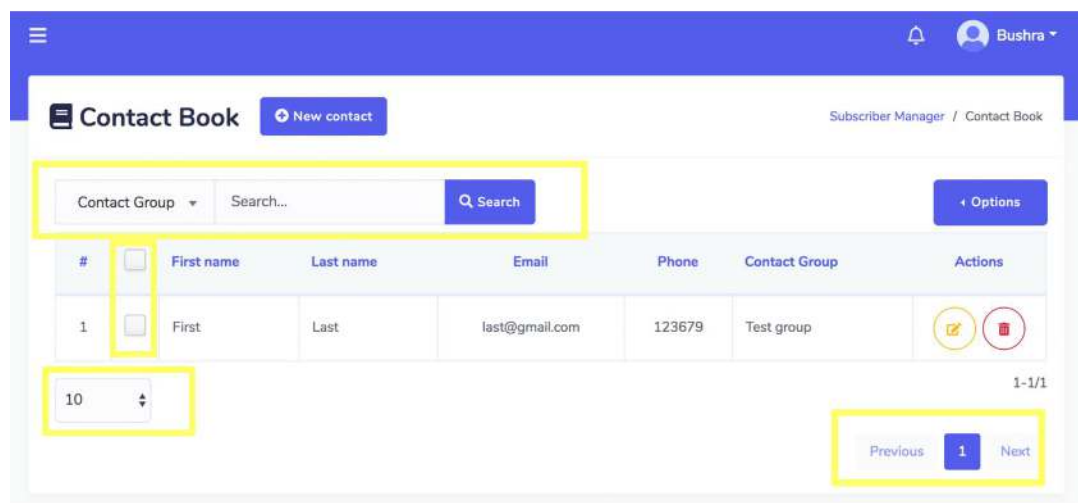 Bushra
Contact Book New contact Subscriber Manager / Contact Book
Contact Group Search... Search Options
# First name Last name Email Phone Contact Group Actions
1 First Last last@gmail.com 123679 Test group
10 1-1/1
Previous 1 Next